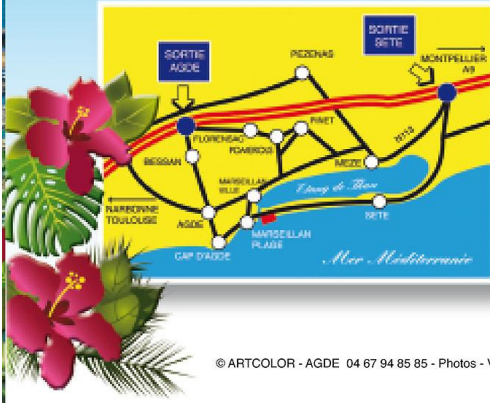 SORTIE
AGDE
PEZENAS
SORTIE
SETE
MONTPELLIER
A9
FLORENSAC
PINET
POMEROLS
N113
BESSAN
MEZE
MARSEILLAN
VILLE
Etang de Thau
NARBONNE
TOULOUSE
AGDE
SETE
MARSEILLAN
PLAGE
CAP D'AGDE
Mer Méditerranée
© ARTCOLOR - AGDE 04 67 94 85 85 - Photos -